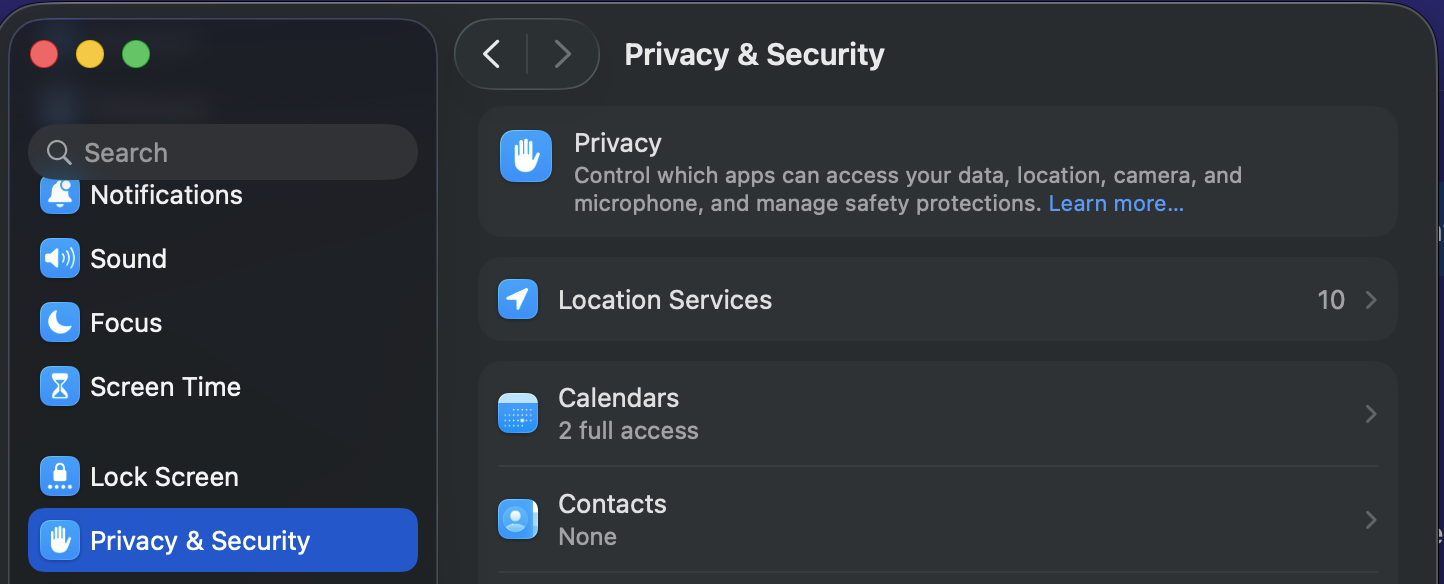 Privacy & Security
Search
Notifications
Sound
Focus
Screen Time
Lock Screen
Privacy & Security
Privacy
Control which apps can access your data, location, camera, and
microphone, and manage safety protections. Learn more...
Location Services
10
Calendars
2 full access
Contacts
None